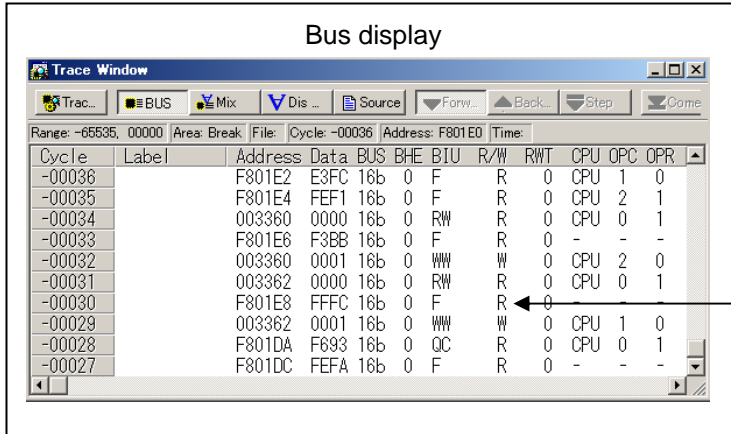 Bus display
Trace Window
Trac... BUS Mix Dis ... Source Forw... Back... Step Come
Range: -65535, 00000 Area: Break File: Cycle: -00036 Address: F801E0 Time:
Cycle Label Address Data BUS BHE BIU R/W RWT CPU OPC OPR
-00036 F801E2 E3FC 16b 0 F R 0 CPU 1 0
-00035 F801E4 FEF1 16b 0 F R 0 CPU 2 1
-00034 003360 0000 16b 0 RW R 0 CPU 0 1
-00033 F801E6 F3BB 16b 0 F R 0 - - -
-00032 003360 0001 16b 0 WW W 0 CPU 2 0
-00031 003362 0000 16b 0 RW R 0 CPU 0 1
-00030 F801E8 FFFC 16b 0 F R 0 - - -
-00029 003362 0001 16b 0 WW W 0 CPU 1 0
-00028 F801DA F693 16b 0 QC R 0 CPU 0 1
-00027 F801DC FEFA 16b 0 F R 0 - - -